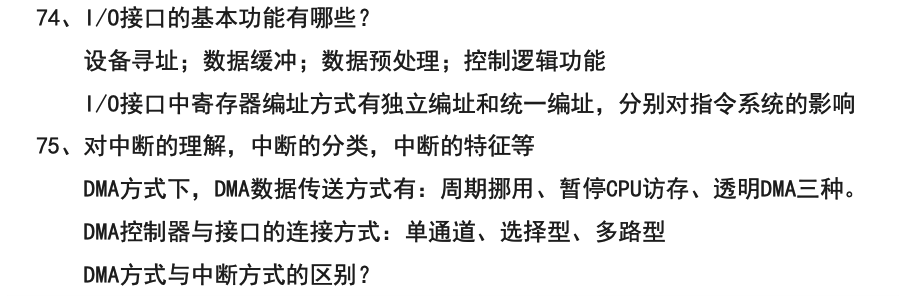 74、I/O接口的基本功能有哪些？
设备寻址；数据缓冲；数据预处理；控制逻辑功能
I/O接口中寄存器编址方式有独立编址和统一编址，分别对指令系统的影响
75、对中断的理解，中断的分类，中断的特征等
DMA方式下，DMA数据传送方式有：周期挪用、暂停CPU访存、透明DMA三种。
DMA控制器与接口的连接方式：单通道、选择型、多路型
DMA方式与中断方式的区别？